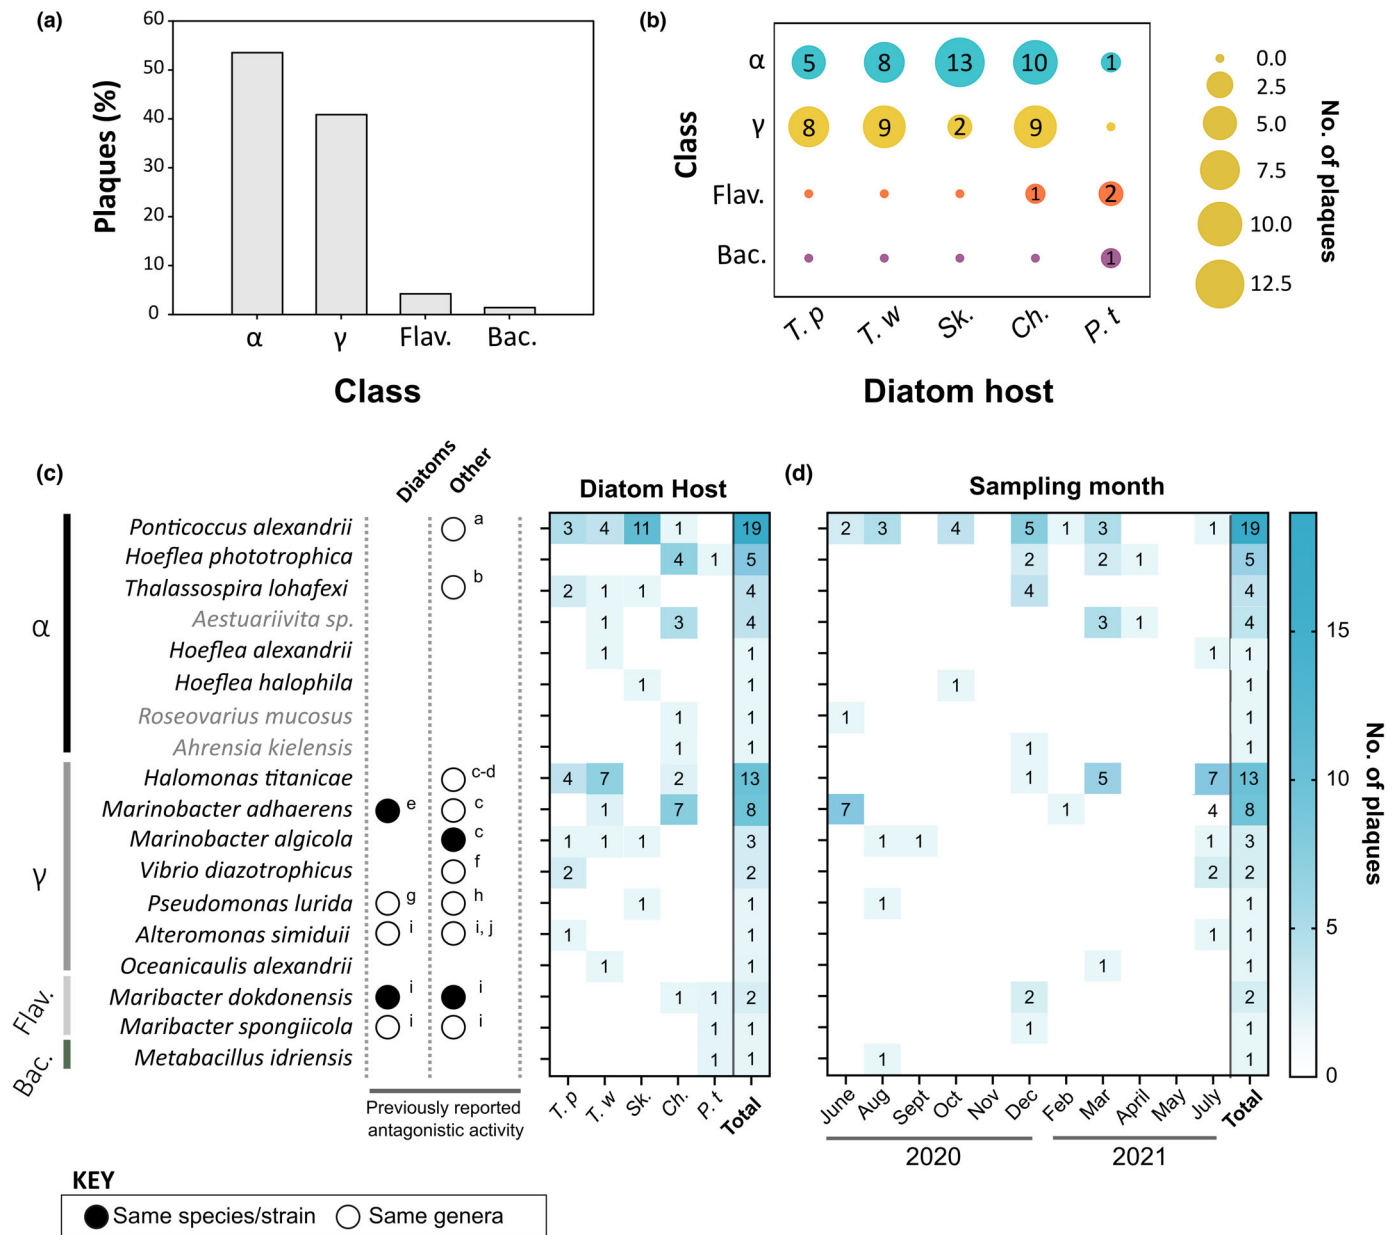 (a)
60
50
40
30
20
10
0
Plaques (%)
α γ Flav. Bac.
Class
(b)
Class
α 5 8 13 10 1
γ 8 9 2 9
Flav. 1 2
Bac. 1
T. p T. w Sk. Ch. P. t
Diatom host
0.0
2.5
5.0
7.5
10.0
12.5
No. of plaques
(c)
Diatoms Other
Diatom Host
α
Ponticoccus alexandrii a 3 4 11 1 19
Hoeflea phototrophica 4 1 5
Thalassospira lohafexi b 2 1 1 4
Aestuariivita sp. 1 3 4
Hoeflea alexandrii 1 1
Hoeflea halophila 1 1
Roseovarius mucosus 1 1
Ahrensia kielensis 1 1
γ
Halomonas titanicae c-d 4 7 2 13
Marinobacter adhaerens e c 1 7 8
Marinobacter algicola c 1 1 1 3
Vibrio diazotrophicus f 2 2
Pseudomonas lurida g h 1 1
Alteromonas simiduii i i, j 1 1
Oceanicaulis alexandrii 1 1
Flav.
Maribacter dokdonensis i i 1 1 2
Maribacter spongiicola i i 1 1
Bac.
Metabacillus idriensis 1 1
T. p T. w Sk. Ch. P. t Total
Previously reported
antagonistic activity
(d)
Sampling month
2 3 4 5 1 3 1 19
2 2 1 5
4 4
3 1 4
1 1
1 1
1 1
1 1
1 5 7 13
7 1 4 8
1 1 1 3
2 2
1 1
1 1
1 1
2 2
1 1
1 1
June Aug Sept Oct Nov Dec Feb Mar April May July Total
2020 2021
15
10
5
0
No. of plaques
KEY
Same species/strain Same genera